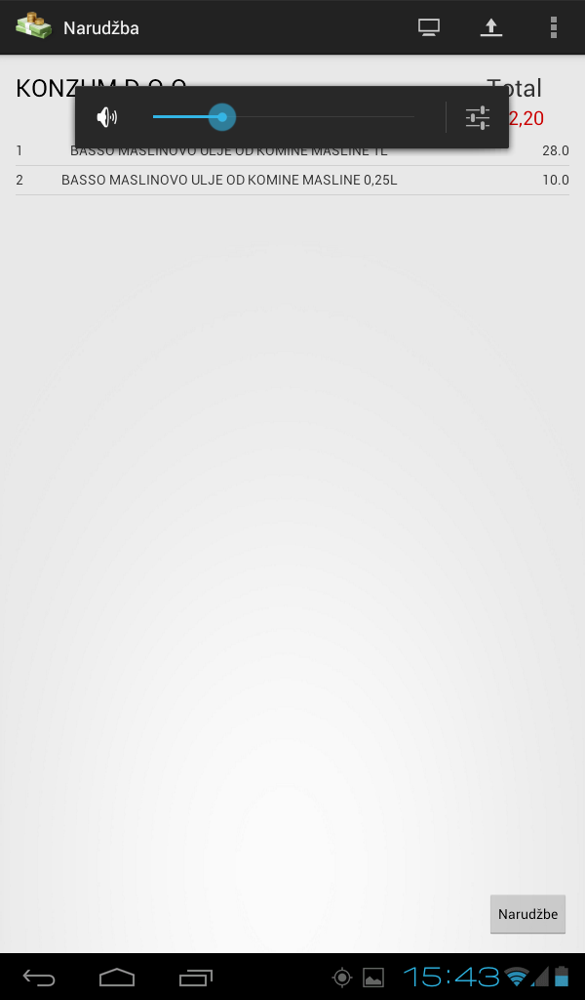 Narudžba
KONZUM D.O.O.
Total
2,20
1 BASSO MASLINOVO ULJE OD KOMINE MASLINE 1L 28.0
2 BASSO MASLINOVO ULJE OD KOMINE MASLINE 0,25L 10.0
Narudžbe
15:43